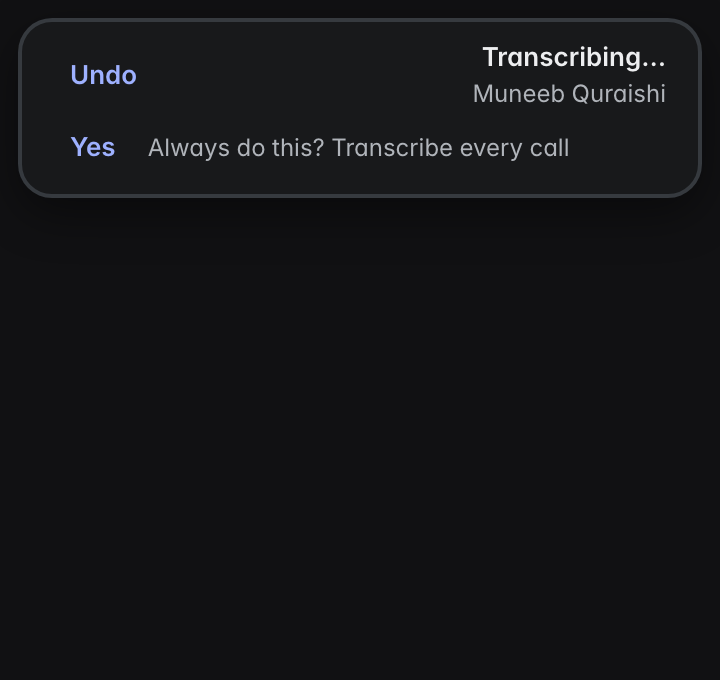 Undo
Transcribing...
Muneeb Quraishi
Yes
Always do this? Transcribe every call